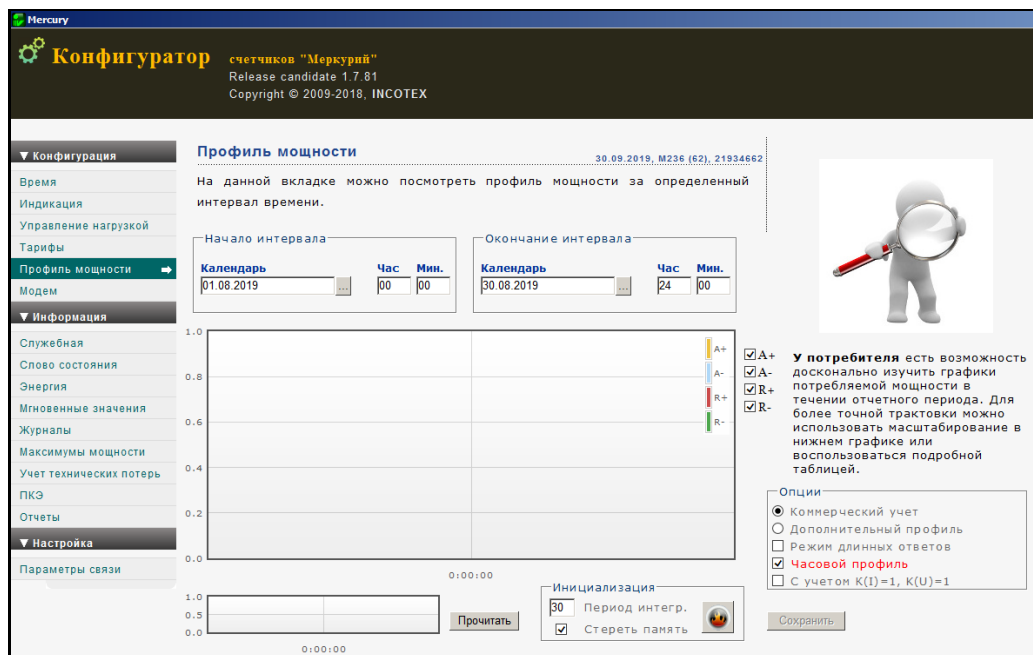 Mercury
Конфигуратор
счетчиков "Меркурий"
Release candidate 1.7.81
Copyright © 2009-2018, INCOTEX
▼ Конфигурация
Время
Индикация
Управление нагрузкой
Тарифы
Профиль мощности
Модем
▼ Информация
Служебная
Слово состояния
Энергия
Мгновенные значения
Журналы
Максимумы мощности
Учет технических потерь
ПКЭ
Отчеты
▼ Настройка
Параметры связи
Профиль мощности
30.09.2019, М236 (62), 21934662
На данной вкладке можно посмотреть профиль мощности за определенный
интервал времени.
Начало интервала
Календарь Час Мин.
01.08.2019 ... 00 00
Окончание интервала
Календарь Час Мин.
30.08.2019 ... 24 00
1.0
0.8
0.6
0.4
0.2
0.0
0:00:00
A+
A-
R+
R-
A+
A-
R+
R-
1.0
0.5
0.0
0:00:00
Прочитать
Инициализация
30 Период интегр.
Стереть память
У потребителя есть возможность
досконально изучить графики
потребляемой мощности в
течении отчетного периода. Для
более точной трактовки можно
использовать масштабирование в
нижнем графике или
воспользоваться подробной
таблицей.
Опции
Коммерческий учет
Дополнительный профиль
Режим длинных ответов
Часовой профиль
С учетом K(I)=1, K(U)=1
Сохранить